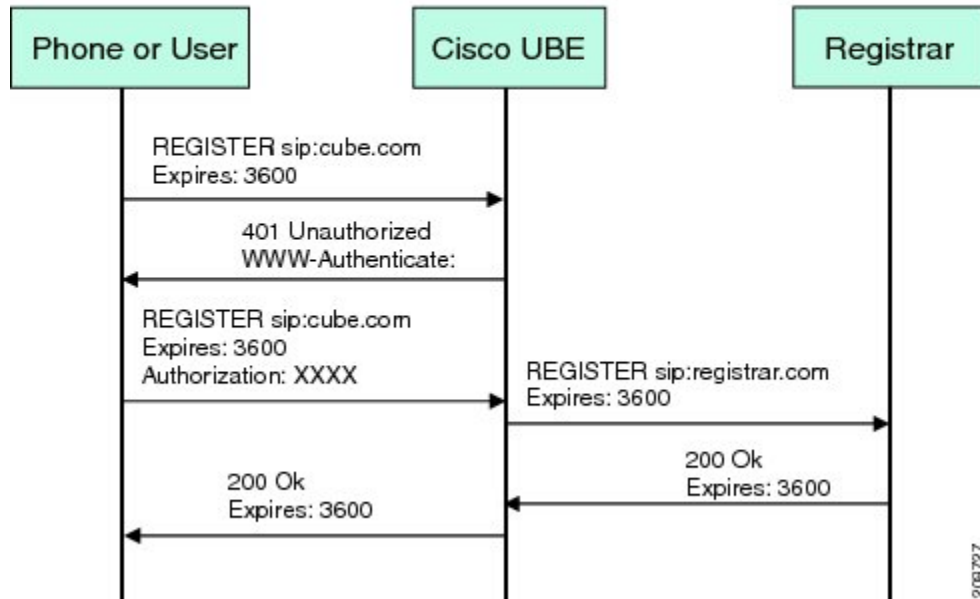 Phone or User
Cisco UBE
Registrar
REGISTER sip:cube.com
Expires: 3600
401 Unauthorized
WWW-Authenticate:
REGISTER sip:cube.com
Expires: 3600
Authorization: XXXX
REGISTER sip:registrar.com
Expires: 3600
200 Ok
Expires: 3600
200 Ok
Expires: 3600